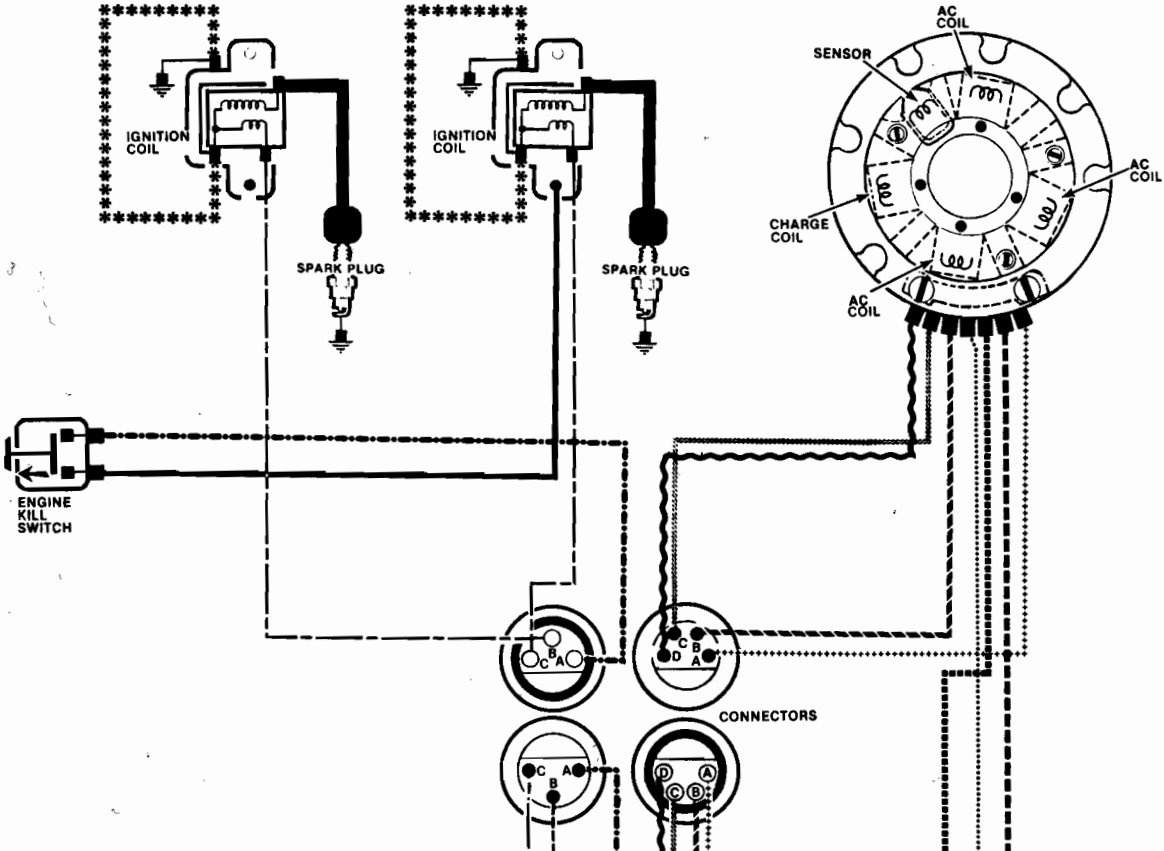 AC
COIL
SENSOR
IGNITION
COIL
IGNITION
COIL
AC
COIL
CHARGE
COIL
SPARK PLUG
SPARK PLUG
AC
COIL
ENGINE
KILL
SWITCH
C B A
D C B A
CONNECTORS
C B A
D C B A